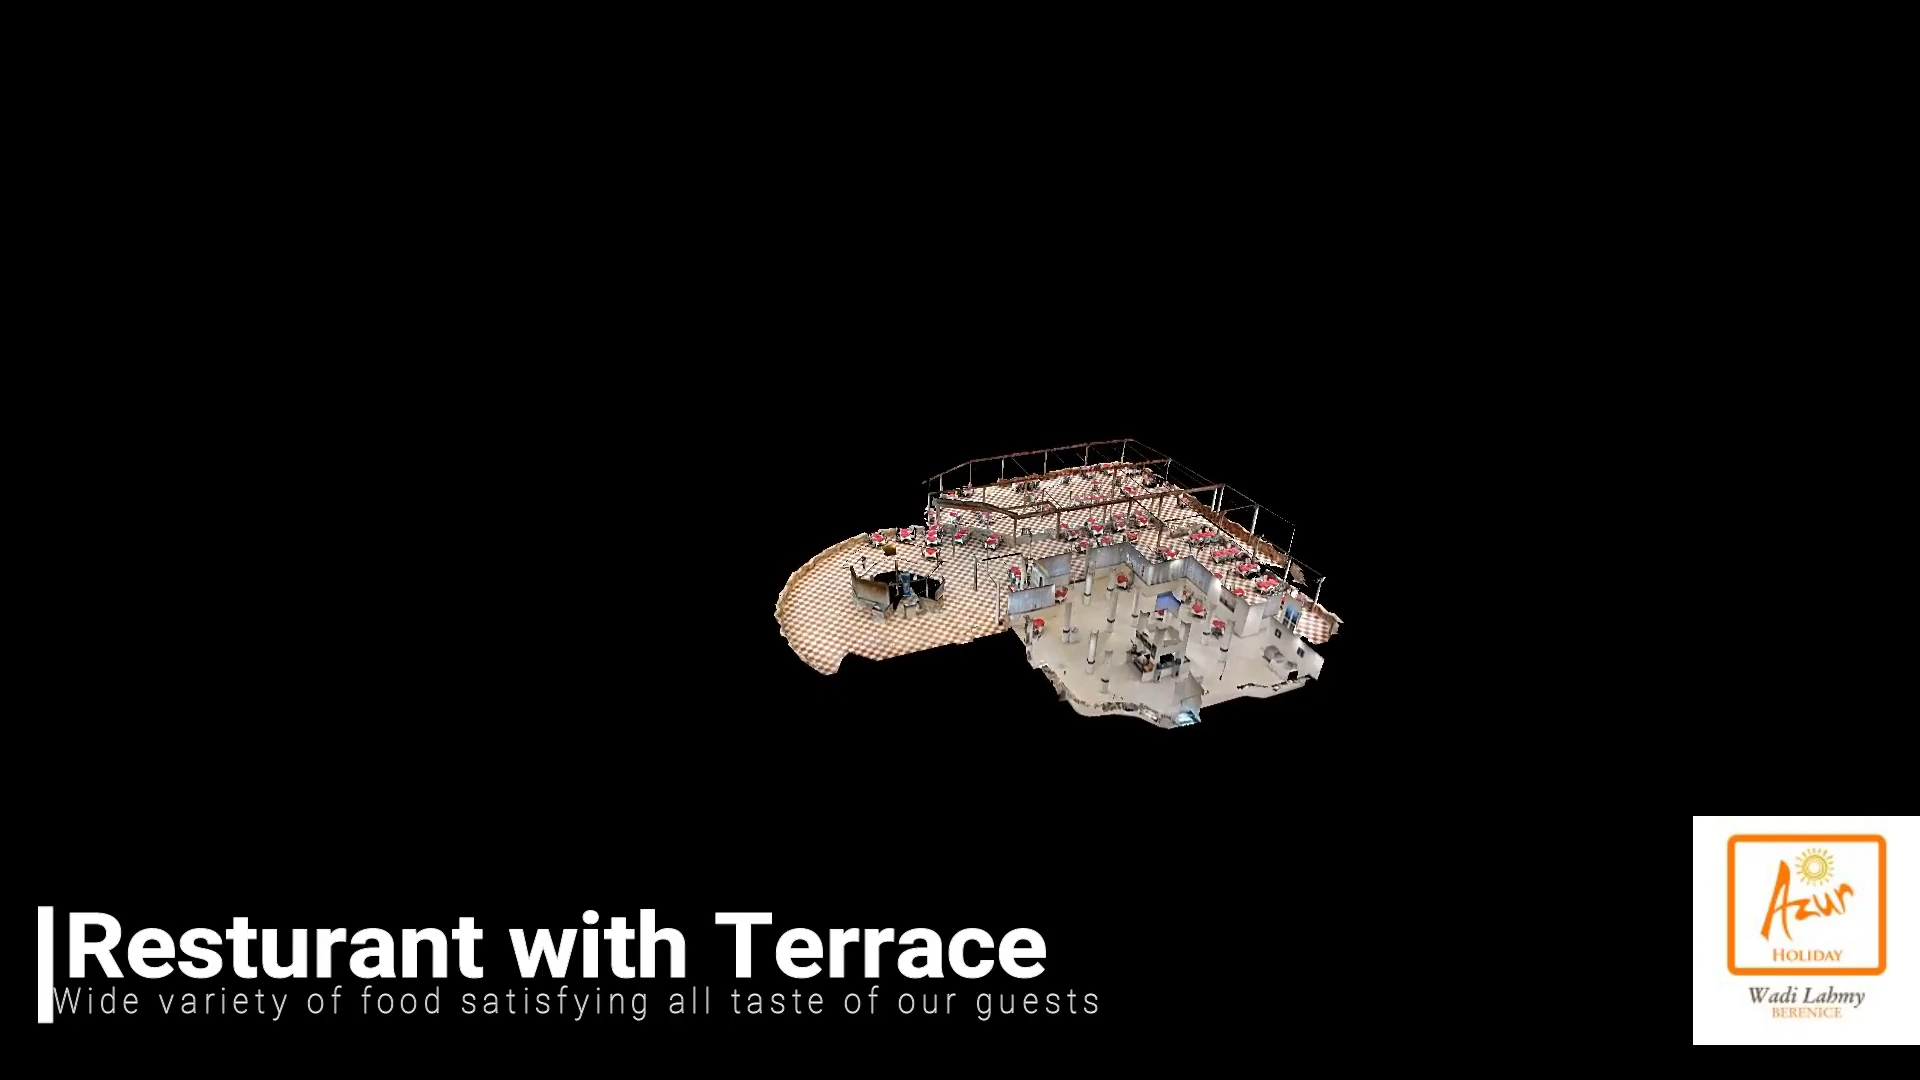 Resturant with Terrace
Wide variety of food satisfying all taste of our guests
Azur
HOLIDAY
Wadi Lahmy
BERENICE